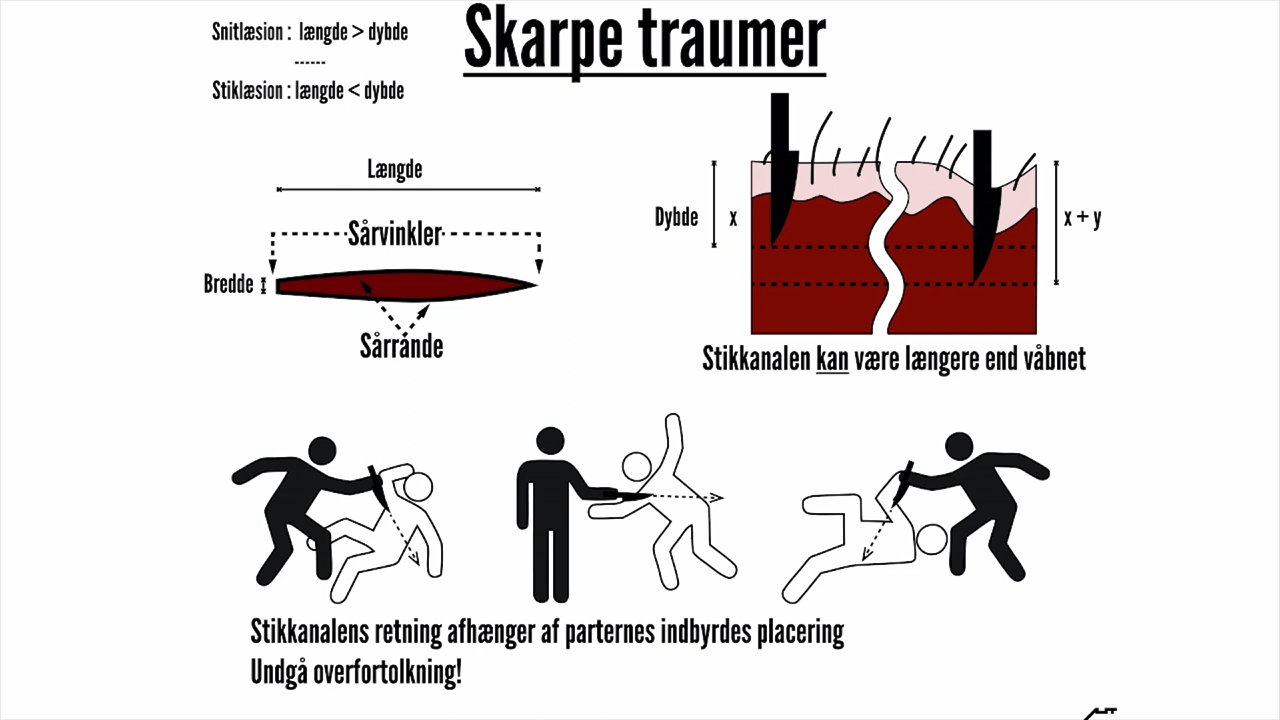 Skarpe traumer
Snitlæsion : længde > dybde
------
Stiklæsion : længde < dybde
Længde
Sårvinkler
Bredde
Sårrande
Dybde
x
x + y
Stikkanalen kan være længere end våbnet
Stikkanalens retning afhænger af parternes indbyrdes placering
Undgå overfortolkning!